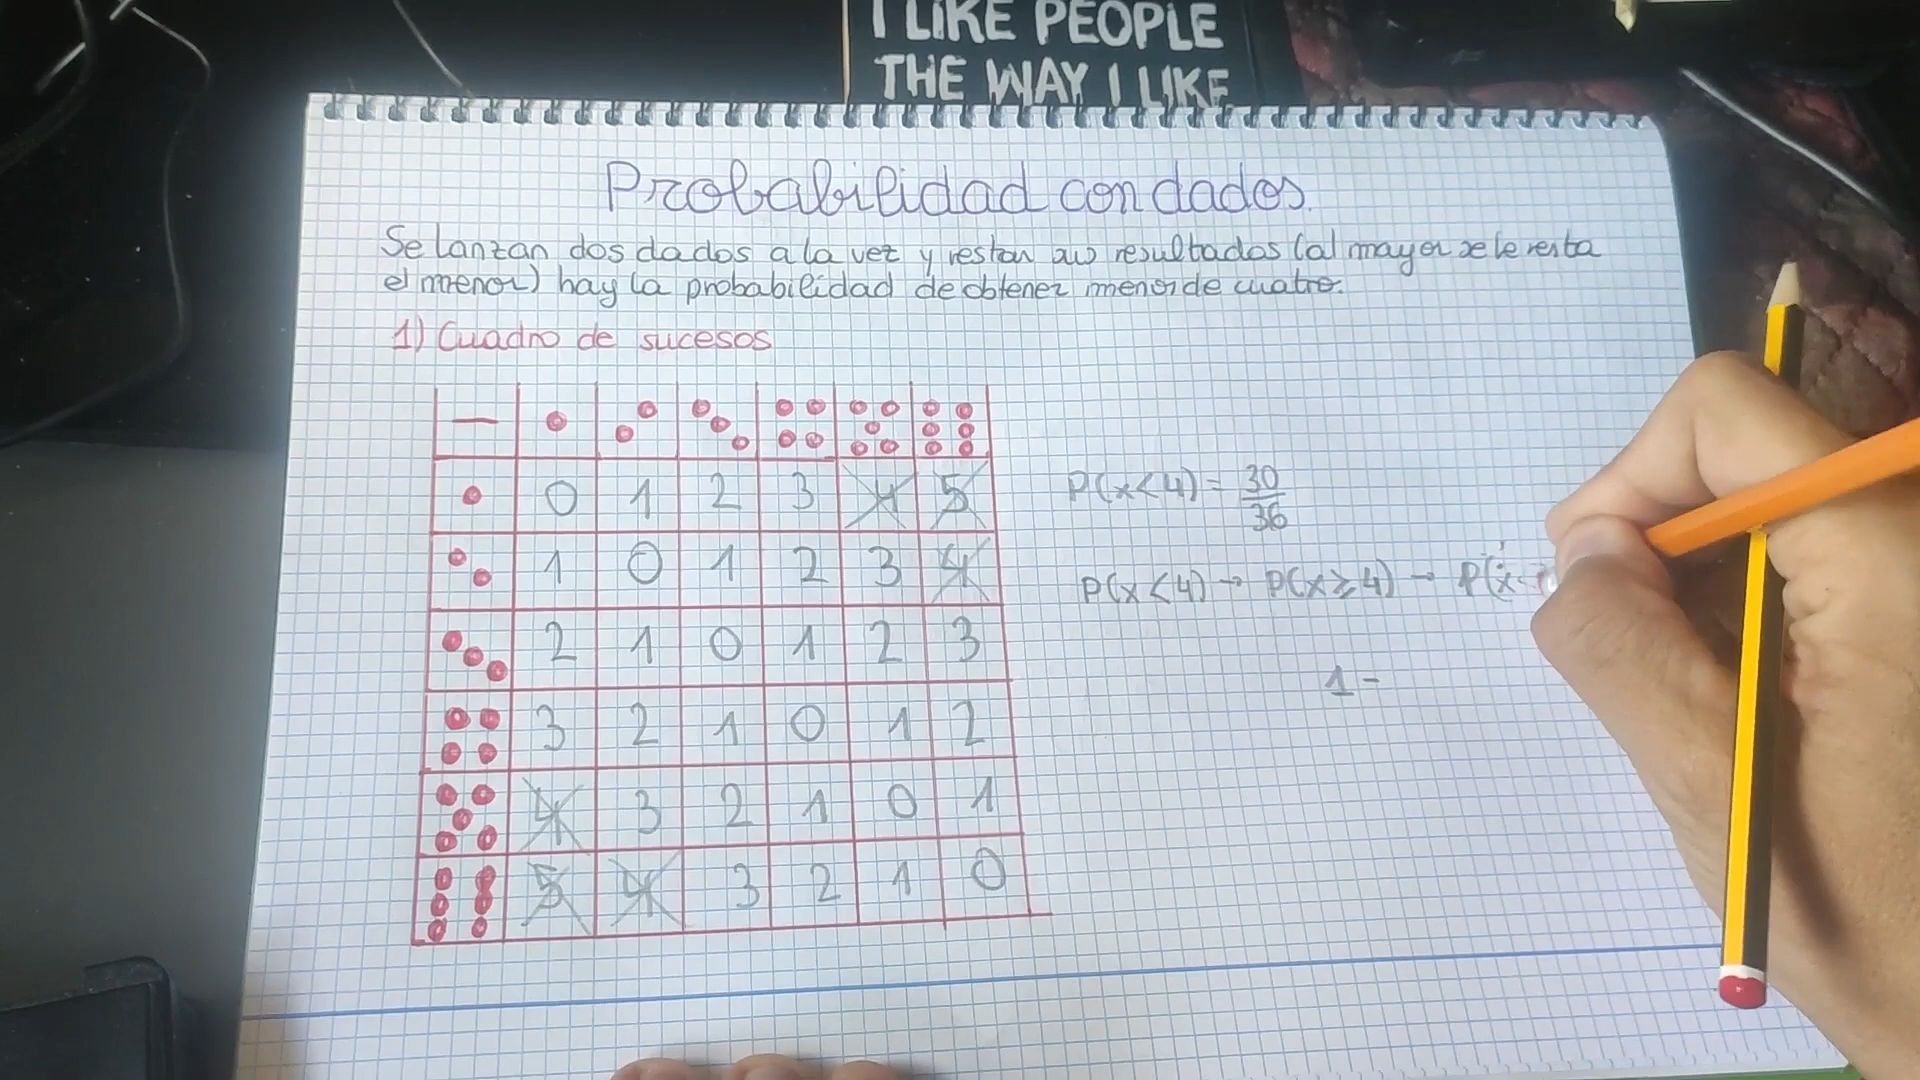 I LIKE PEOPLE
THE WAY I LIKE
Probabilidad con dados.
Se lanzan dos dados a la vez y restan sus resultados (al mayor se le resta
el menor) hay la probabilidad de obtener menor de cuatro.
1) Cuadro de sucesos
—
0 1 2 3 4 5
1 0 1 2 3 4
2 1 0 1 2 3
3 2 1 0 1 2
4 3 2 1 0 1
5 4 3 2 1 0
P(x<4) = 30/36
P(x<4) → P(x≥4) → P(x
1 -